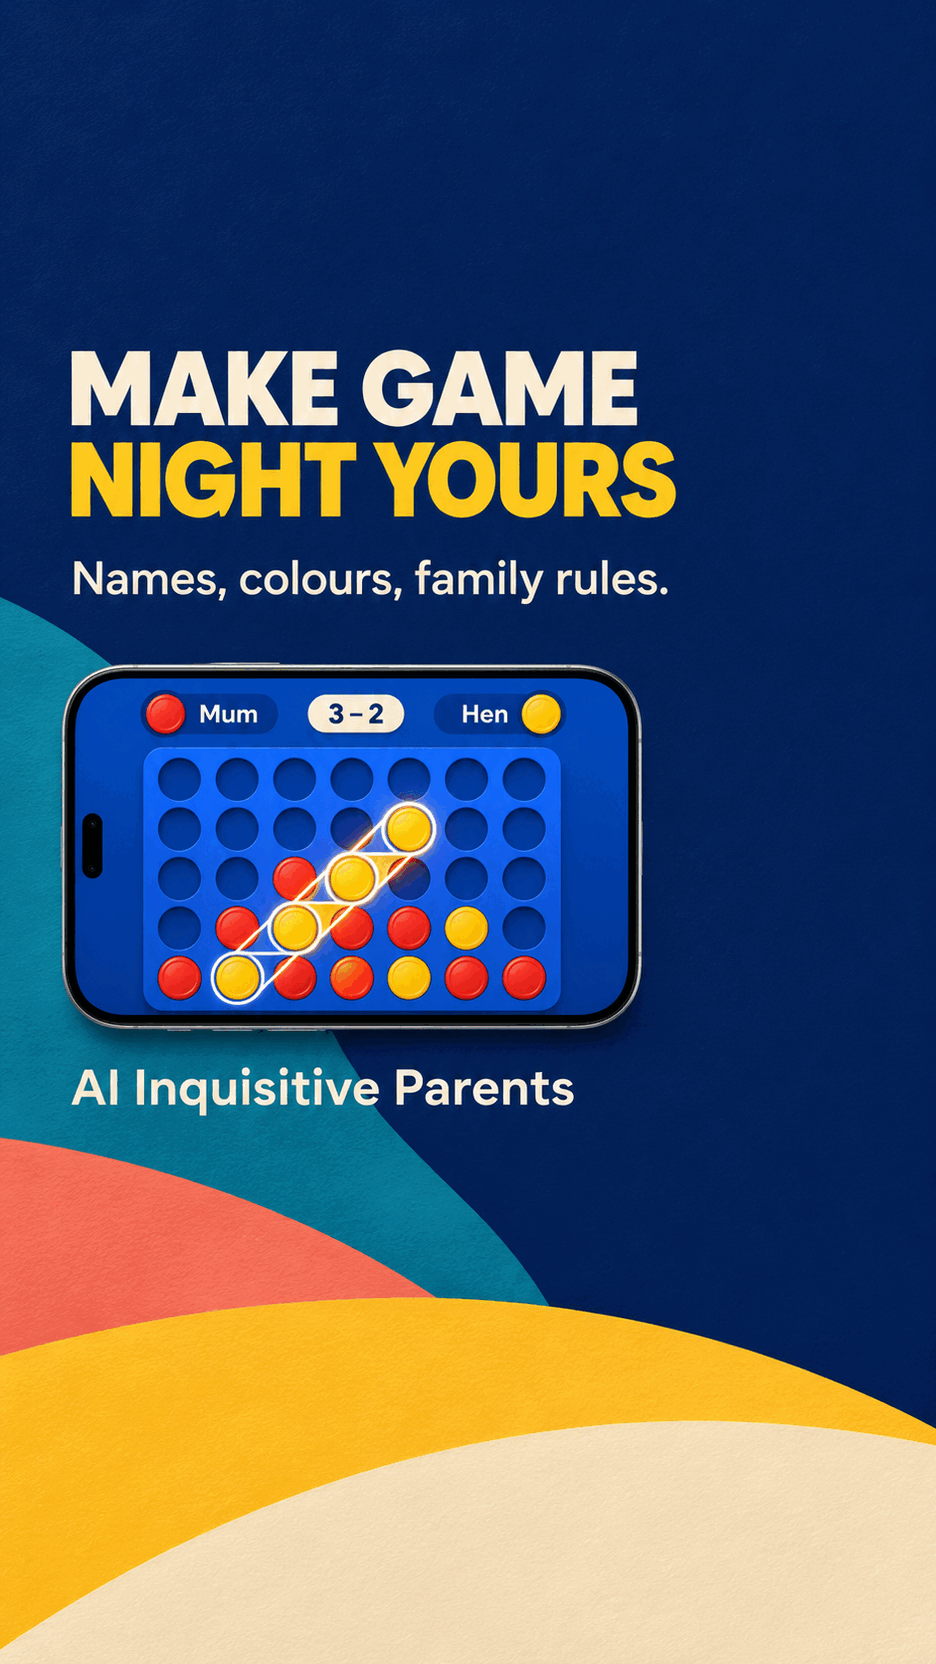 MAKE GAME
NIGHT YOURS
Names, colours, family rules.
Mum 3–2 Hen
AI Inquisitive Parents